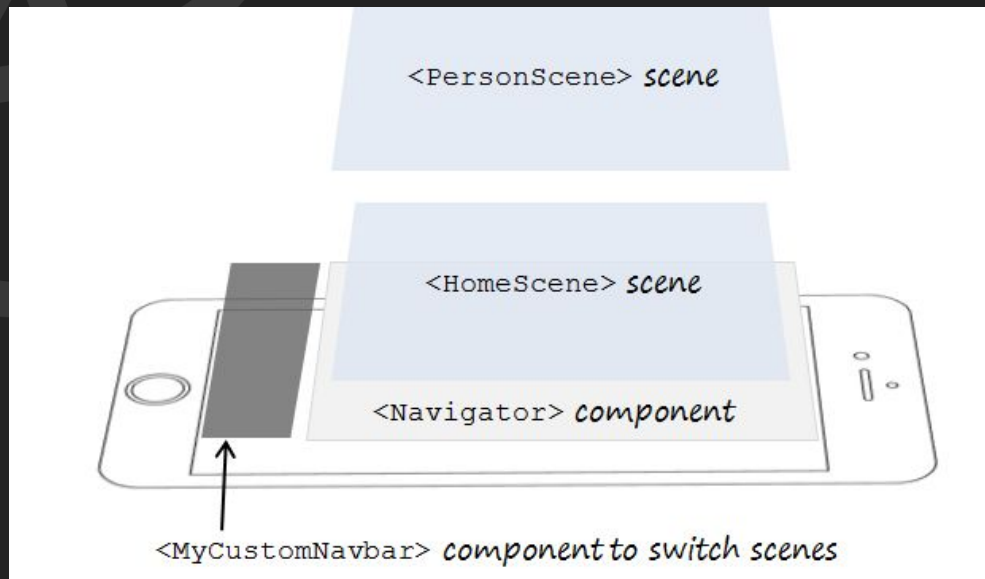 <PersonScene> scene
<HomeScene> scene
<Navigator> component
<MyCustomNavbar> component to switch scenes